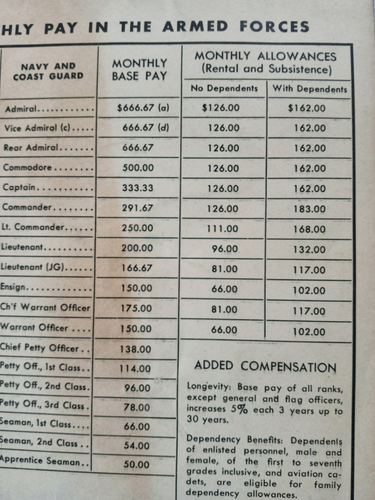 HLY PAY IN THE ARMED FORCES
NAVY AND COAST GUARD MONTHLY BASE PAY MONTHLY ALLOWANCES (Rental and Subsistence)
No Dependents With Dependents
Admiral............ $666.67 (a) $126.00 $162.00
Vice Admiral (c)..... 666.67 (d) 126.00 162.00
Rear Admiral....... 666.67 126.00 162.00
Commodore........ 500.00 126.00 162.00
Captain........... 333.33 126.00 162.00
Commander........ 291.67 126.00 183.00
Lt. Commander..... 250.00 111.00 168.00
Lieutenant......... 200.00 96.00 132.00
Lieutenant (JG)...... 166.67 81.00 117.00
Ensign............ 150.00 66.00 102.00
Ch'f Warrant Officer 175.00 81.00 117.00
Warrant Officer .... 150.00 66.00 102.00
Chief Petty Officer .. 138.00
Petty Off., 1st Class.. 114.00
Petty Off., 2nd Class. 96.00
Petty Off., 3rd Class. 78.00
Seaman, 1st Class... 66.00
Seaman, 2nd Class .. 54.00
Apprentice Seaman.. 50.00
ADDED COMPENSATION
Longevity: Base pay of all ranks,
except general and flag officers,
increases 5% each 3 years up to
30 years.
Dependency Benefits: Dependents
of enlisted personnel, male and
female, of the first to seventh
grades inclusive, and aviation ca-
dets, are eligible for family
dependency allowances.